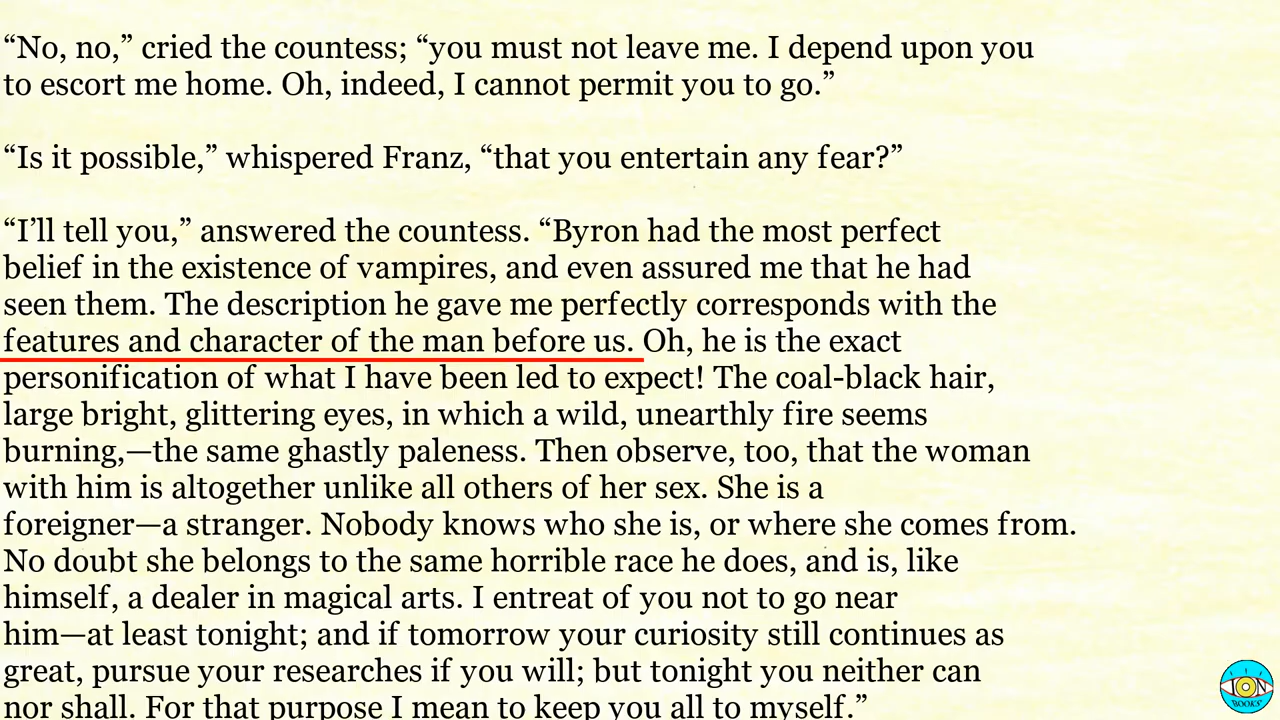 “No, no,” cried the countess; “you must not leave me. I depend upon you
to escort me home. Oh, indeed, I cannot permit you to go.”
“Is it possible,” whispered Franz, “that you entertain any fear?”
“I’ll tell you,” answered the countess. “Byron had the most perfect
belief in the existence of vampires, and even assured me that he had
seen them. The description he gave me perfectly corresponds with the
features and character of the man before us. Oh, he is the exact
personification of what I have been led to expect! The coal-black hair,
large bright, glittering eyes, in which a wild, unearthly fire seems
burning,—the same ghastly paleness. Then observe, too, that the woman
with him is altogether unlike all others of her sex. She is a
foreigner—a stranger. Nobody knows who she is, or where she comes from.
No doubt she belongs to the same horrible race he does, and is, like
himself, a dealer in magical arts. I entreat of you not to go near
him—at least tonight; and if tomorrow your curiosity still continues as
great, pursue your researches if you will; but tonight you neither can
nor shall. For that purpose I mean to keep you all to myself.”
ION
BOOKS